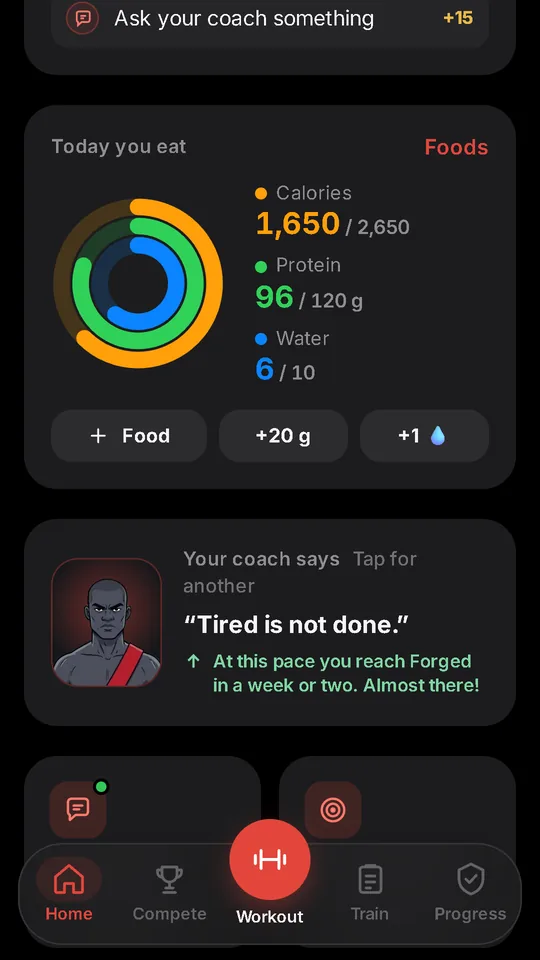 Ask your coach something +15
Today you eat Foods
Calories
1,650 / 2,650
Protein
96 / 120 g
Water
6 / 10
+ Food +20 g +1
Your coach says Tap for
another
“Tired is not done.”
↑ At this pace you reach Forged
in a week or two. Almost there!
Home Compete Workout Train Progress